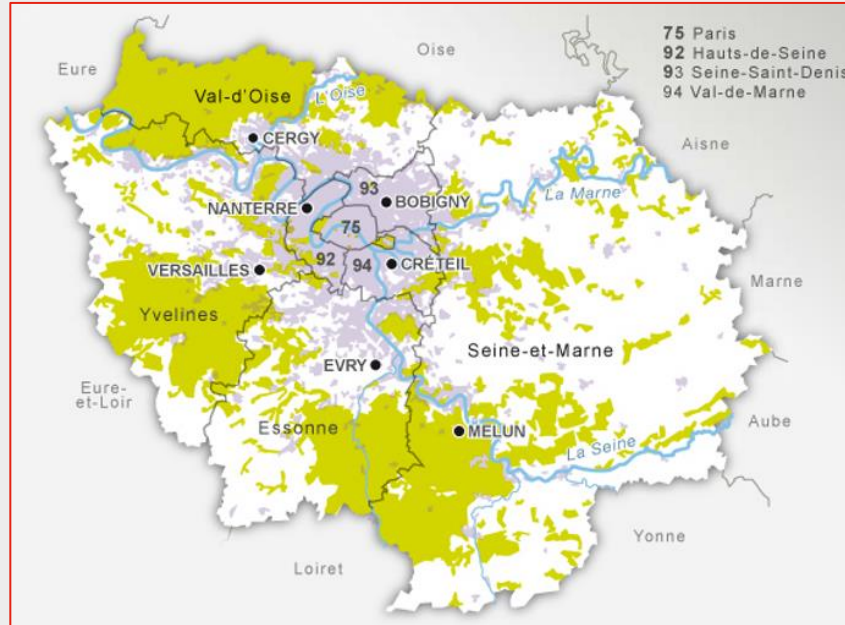 Oise
75 Paris
92 Hauts-de-Seine
93 Seine-Saint-Denis
94 Val-de-Marne
Eure
Val-d'Oise
L'Oise
CERGY
Aisne
93
NANTERRE
BOBIGNY
La Marne
75
92
94
CRÉTEIL
VERSAILLES
Marne
Yvelines
Seine-et-Marne
EVRY
Eure-
et-Loir
Essonne
MELUN
Aube
La Seine
Yonne
Loiret